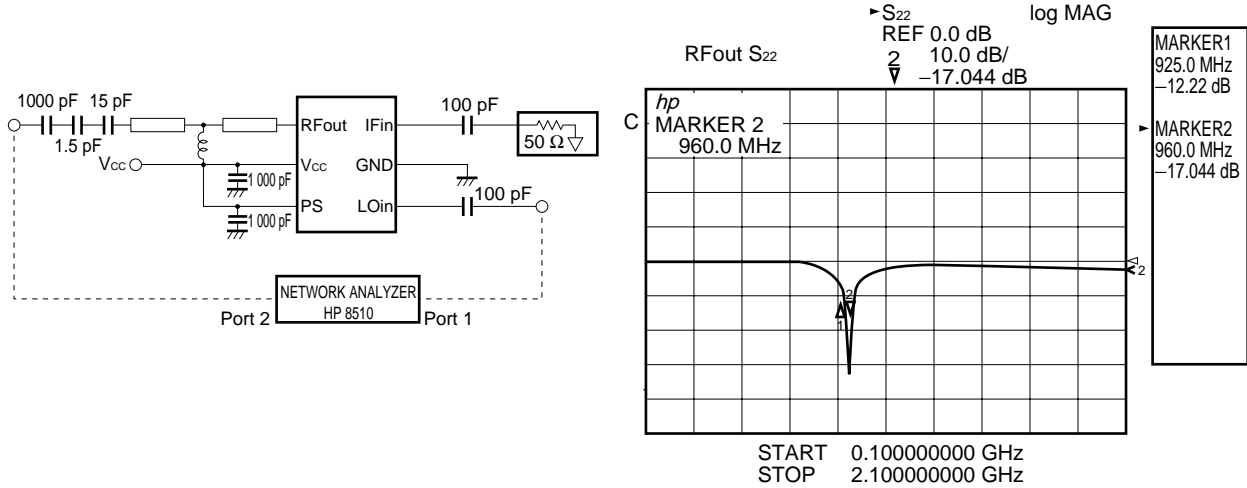 1000 pF 15 pF
1.5 pF
VCC
1 000 pF
1 000 pF
RFout IFin
VCC GND
PS LOin
100 pF
50 Ω
100 pF
NETWORK ANALYZER
HP 8510
Port 2 Port 1
RFout S22
S22 log MAG
REF 0.0 dB
2 10.0 dB/
–17.044 dB
C
hp
MARKER 2
960.0 MHz
2
1
2
START 0.100000000 GHz
STOP 2.100000000 GHz
MARKER1
925.0 MHz
–12.22 dB
MARKER2
960.0 MHz
–17.044 dB